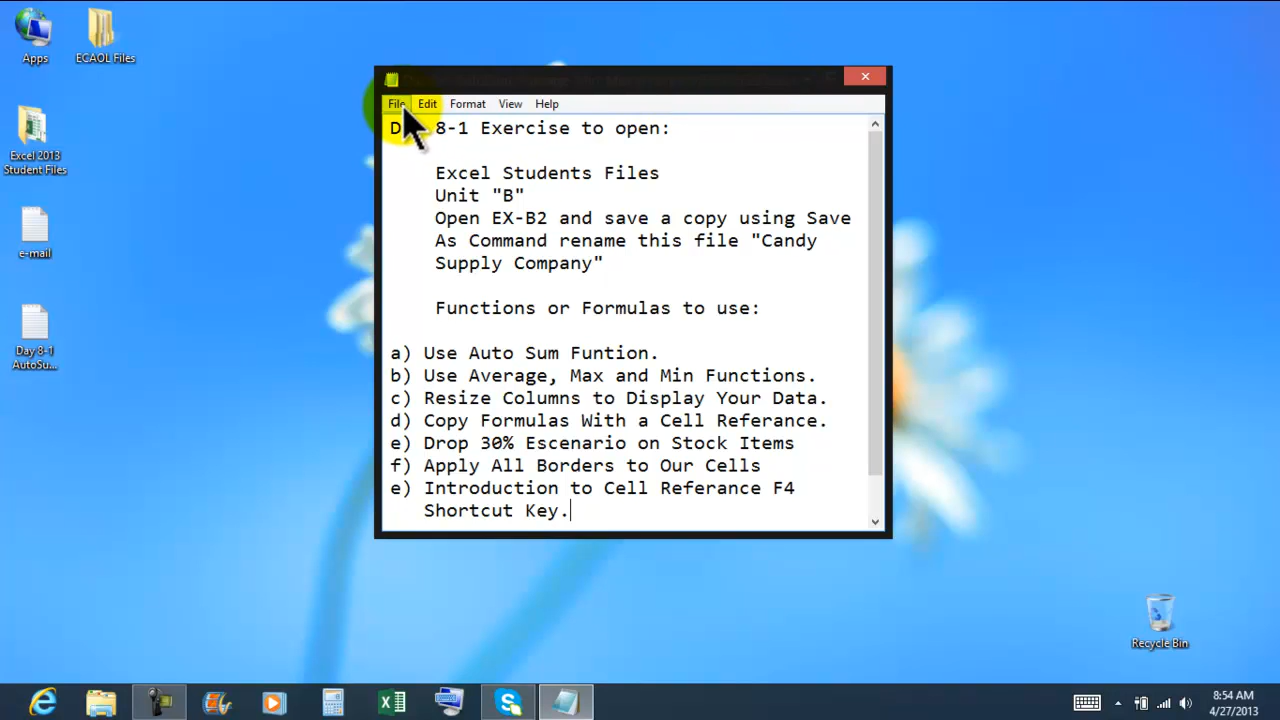 Apps
ECAOL Files
Excel 2013
Student Files
e-mail
Day 8-1
AutoSu...
File Edit Format View Help
D 8-1 Exercise to open:
Excel Students Files
Unit "B"
Open EX-B2 and save a copy using Save
As Command rename this file "Candy
Supply Company"
Functions or Formulas to use:
a) Use Auto Sum Funtion.
b) Use Average, Max and Min Functions.
c) Resize Columns to Display Your Data.
d) Copy Formulas With a Cell Referance.
e) Drop 30% Escenario on Stock Items
f) Apply All Borders to Our Cells
e) Introduction to Cell Referance F4
Shortcut Key.
Recycle Bin
8:54 AM
4/27/2013